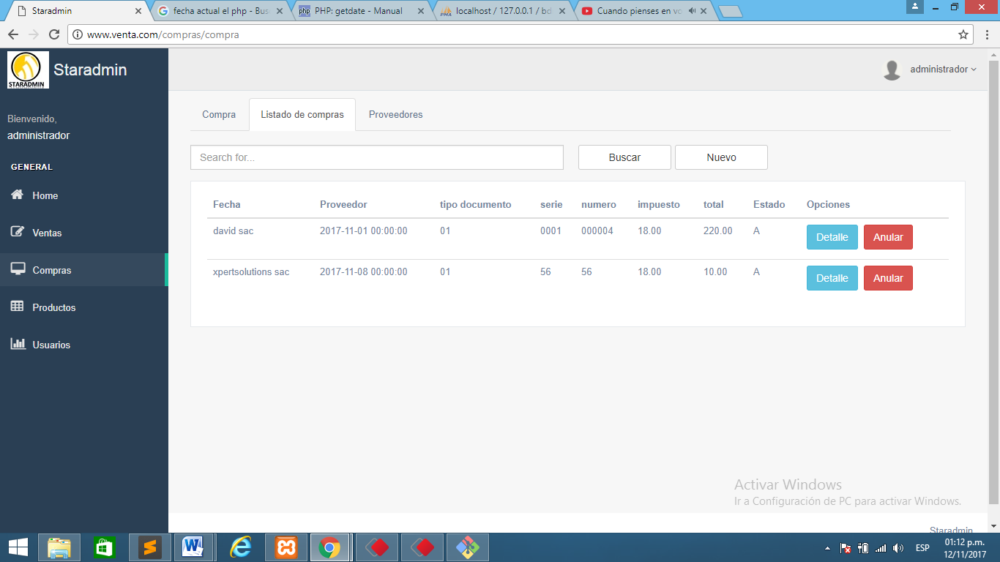 Staradmin
fecha actual el php - Bus
PHP: getdate - Manual
localhost / 127.0.0.1 / bd
Cuando pienses en vo
www.venta.com/compras/compra
STARADMIN
Staradmin
administrador
Bienvenido,
administrador
GENERAL
Home
Ventas
Compras
Productos
Usuarios
Compra Listado de compras Proveedores
Search for... Buscar Nuevo
Fecha Proveedor tipo documento serie numero impuesto total Estado Opciones
david sac 2017-11-01 00:00:00 01 0001 000004 18.00 220.00 A Detalle Anular
xpertsolutions sac 2017-11-08 00:00:00 01 56 56 18.00 10.00 A Detalle Anular
Activar Windows
Ir a Configuración de PC para activar Windows.
Staradmin
ESP
01:12 p.m.
12/11/2017